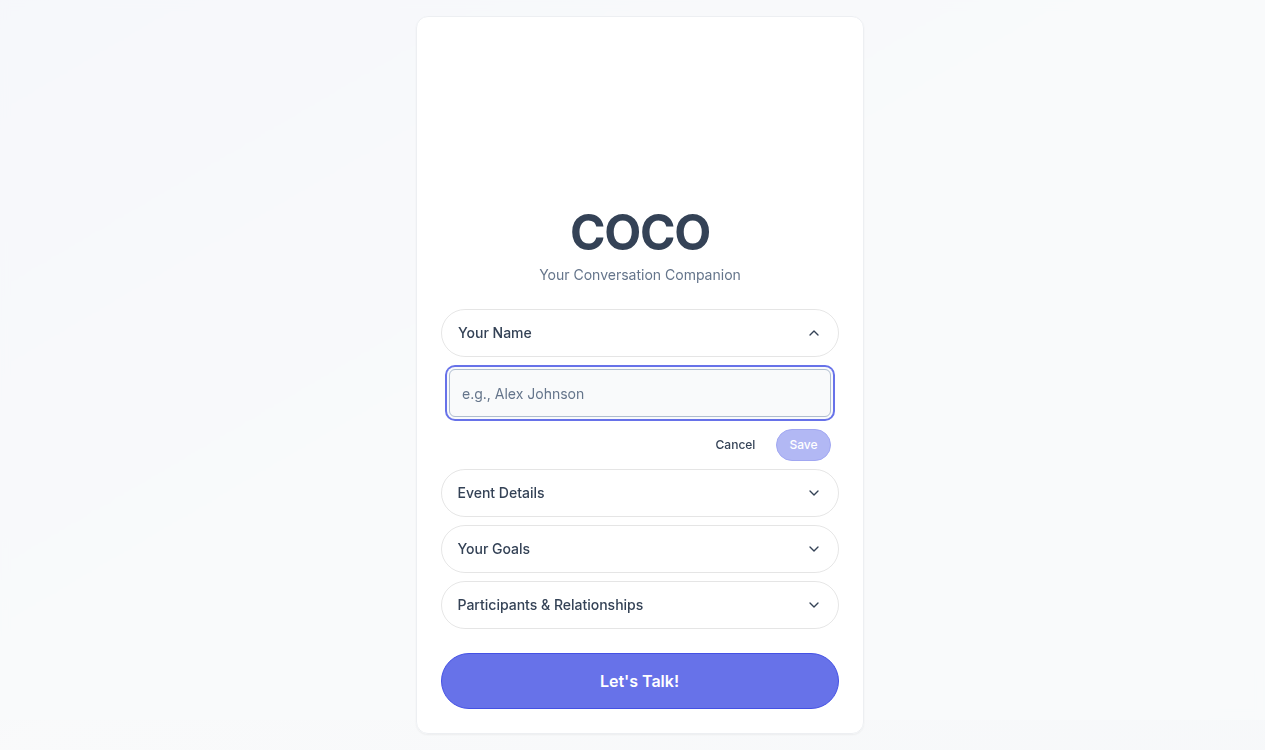 COCO
Your Conversation Companion
Your Name
e.g., Alex Johnson
Cancel Save
Event Details
Your Goals
Participants & Relationships
Let's Talk!